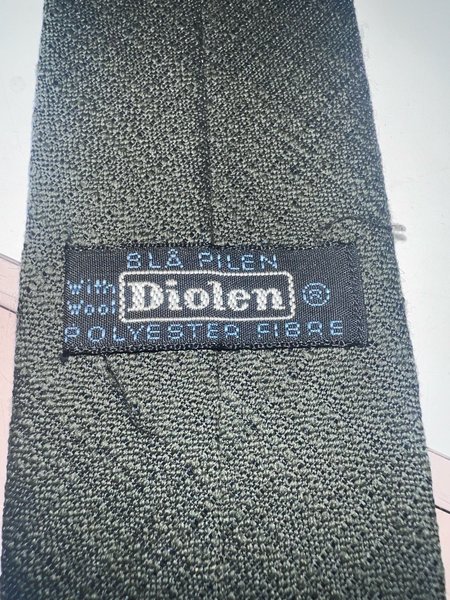 BLÅ PILEN
with
wool
Diolen ®
POLYESTER FIBRE